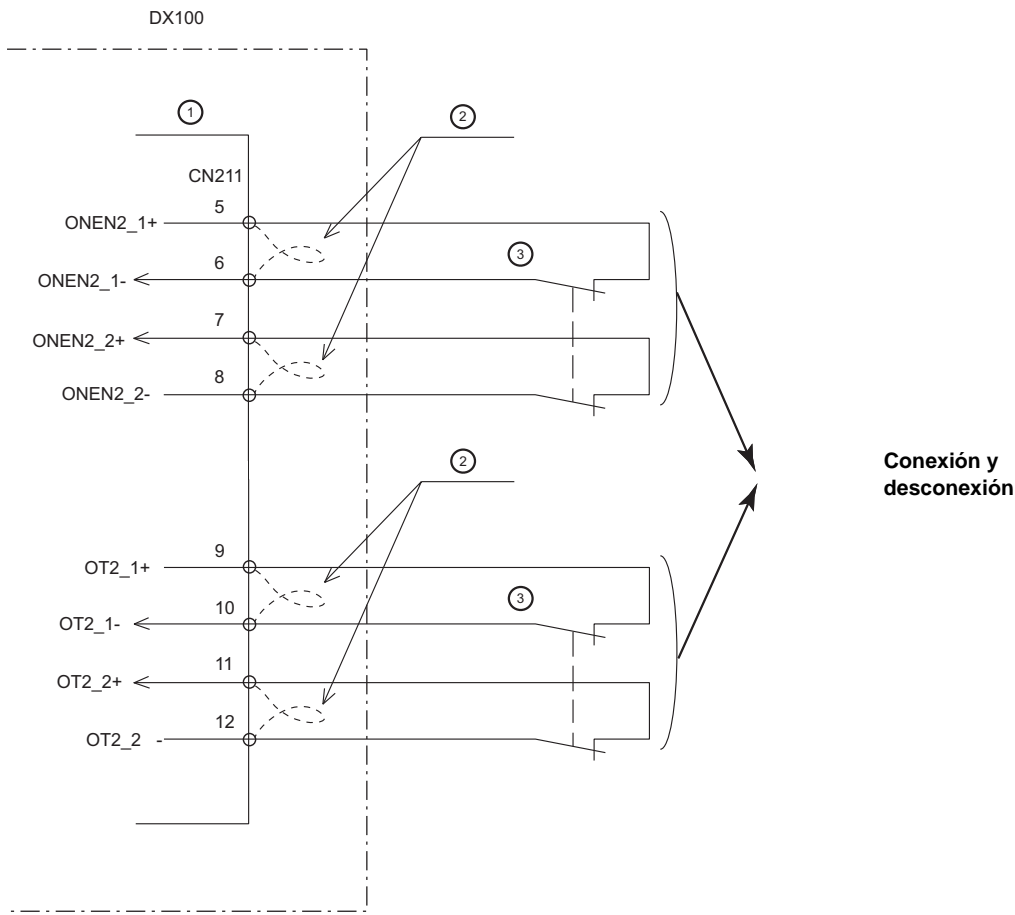 DX100
①
②
CN211
5
ONEN2_1+
③
6
ONEN2_1-
7
ONEN2_2+
8
ONEN2_2-
②
Conexión y
desconexión
9
OT2_1+
③
10
OT2_1-
11
OT2_2+
12
OT2_2 -